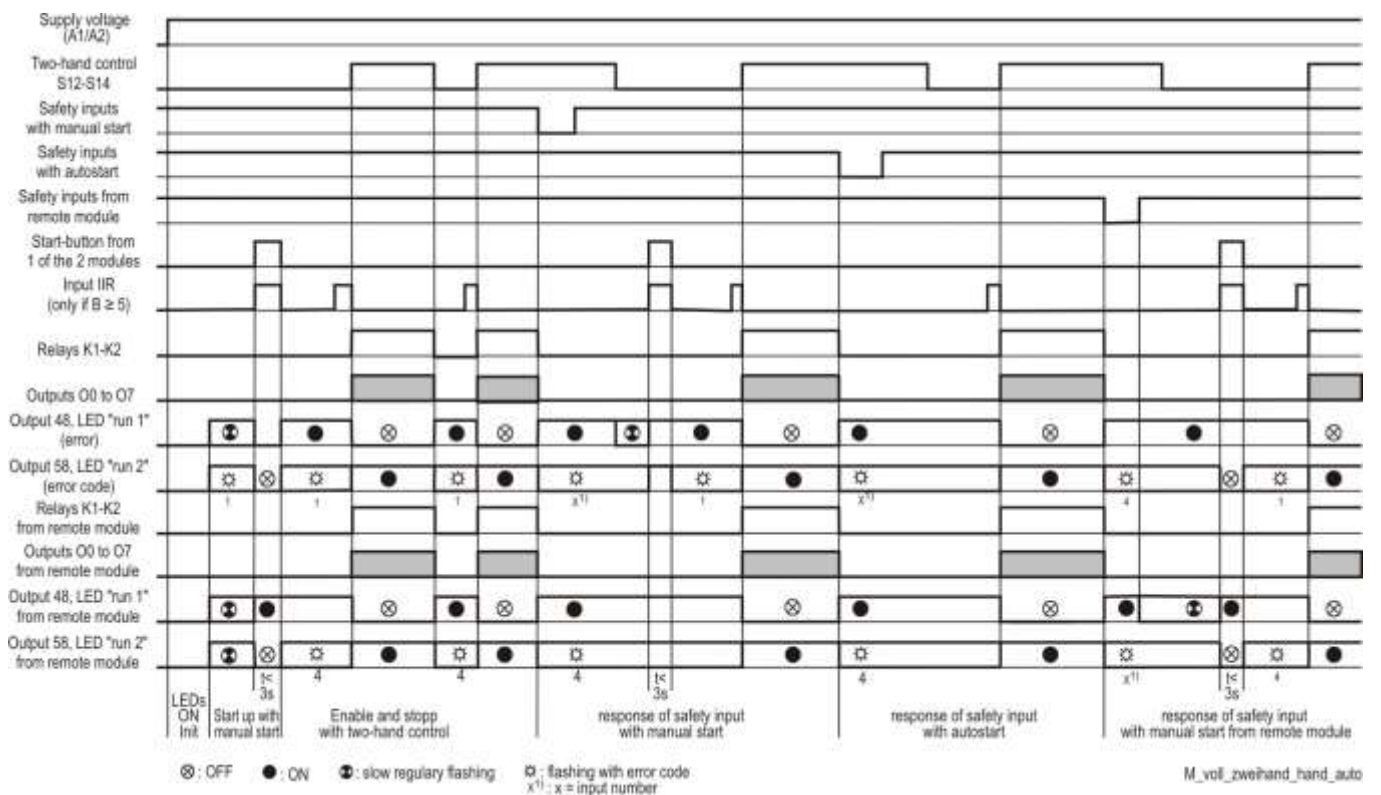 Supply voltage
(A1/A2)
Two-hand control
S12-S14
Safety inputs
with manual start
Safety inputs
with autostart
Safety inputs from
remote module
Start-button from
1 of the 2 modules
Input IIR
(only if B ≥ 5)
Relays K1-K2
Outputs O0 to O7
Output 48, LED "run 1"
(error)
Output 58, LED "run 2"
(error code)
1 1 1 x1) 1 x1) 4 1
Relays K1-K2
from remote module
Outputs O0 to O7
from remote module
Output 48, LED "run 1"
from remote module
Output 58, LED "run 2"
from remote module
t<
3s
4 4 4
t<
3s
4 x1)
t<
3s
4
LEDs
ON
Init
Start up with
manual start
Enable and stopp
with two-hand control
response of safety input
with manual start
response of safety input
with autostart
response of safety input
with manual start from remote module
: OFF : ON : slow regulary flashing : flashing with error code
x1) : x = input number
M_voll_zweihand_hand_auto